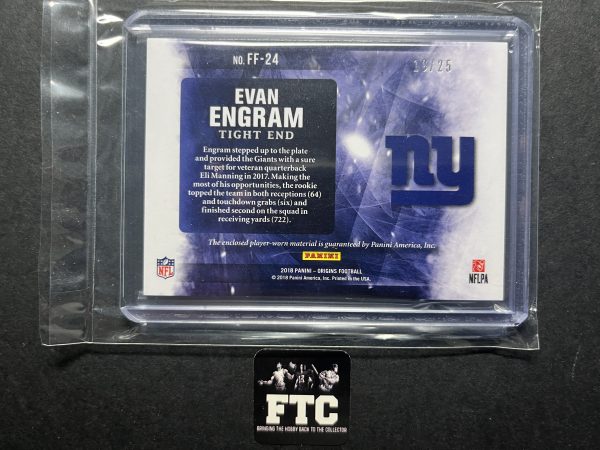 NO. FF-24
/25
EVAN
ENGRAM
TIGHT END
Engram stepped up to the plate
and provided the Giants with a sure
target for veteran quarterback
Eli Manning in 2017. Making the
most of his opportunities, the rookie
topped the team in both receptions (64)
and touchdown grabs (six) and
finished second on the squad in
receiving yards (722).
ny
The enclosed player-worn material is guaranteed by Panini America, Inc.
PANINI
NFL
2018 PANINI - ORIGINS FOOTBALL
© 2018 Panini America, Inc. Printed in the USA.
NFLPA
FTC
BRINGING THE HOBBY BACK TO THE COLLECTOR